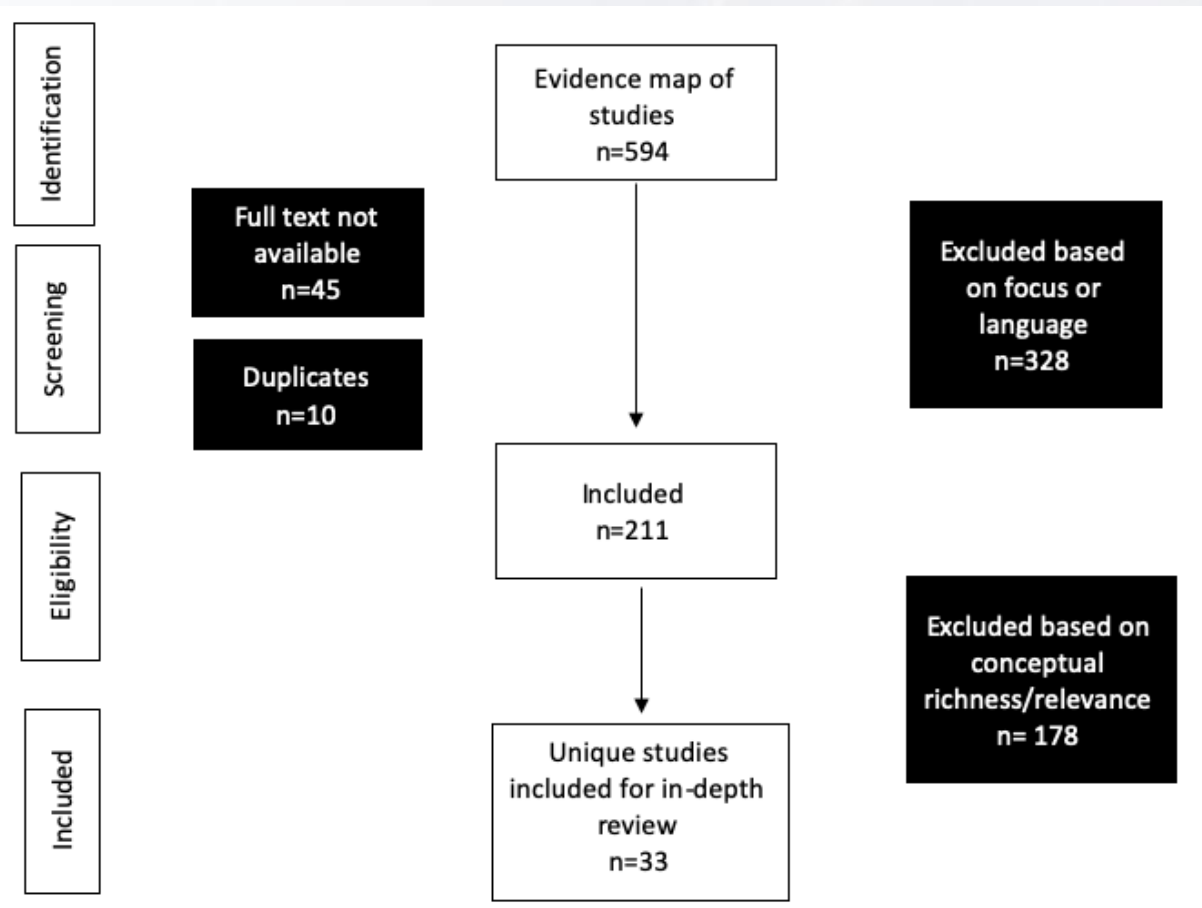 Identification
Evidence map of
studies
n=594
Full text not
available
n=45
Excluded based
on focus or
language
n=328
Screening
Duplicates
n=10
Included
n=211
Eligibility
Excluded based on
conceptual
richness/relevance
n= 178
Included
Unique studies
included for in-depth
review
n=33